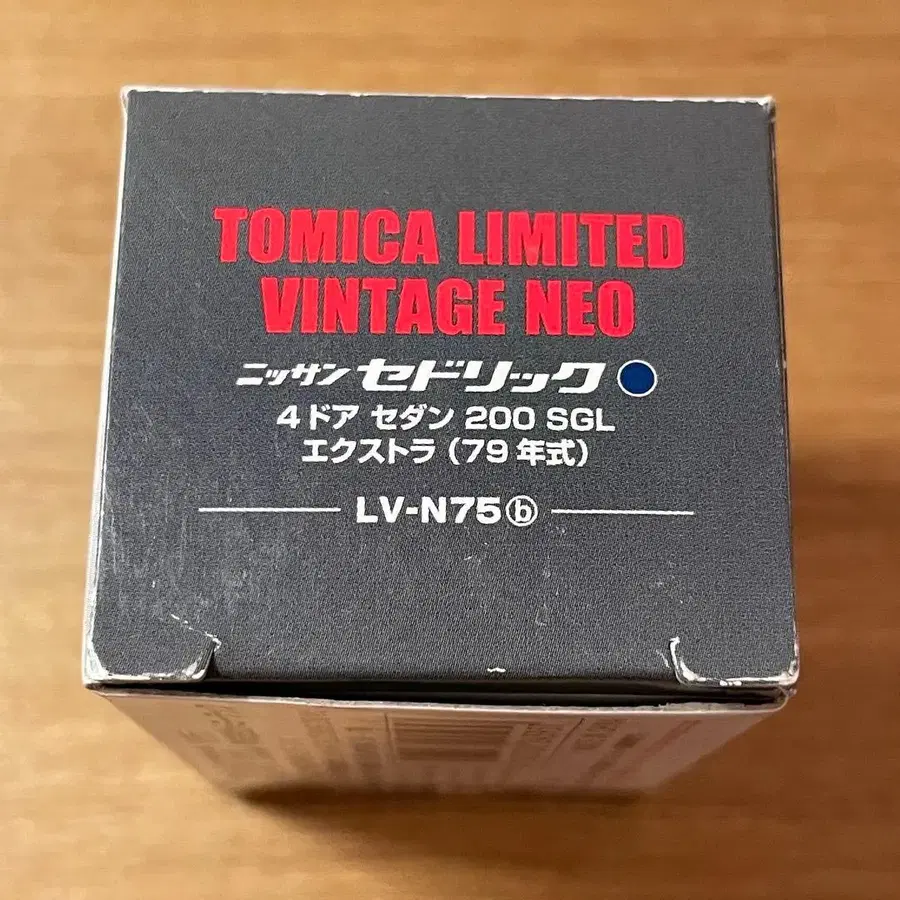 TOMICA LIMITED
VINTAGE NEO
ニッサン セドリック
4ドア セダン 200 SGL
エクストラ (79年式)
LV-N75ⓑ